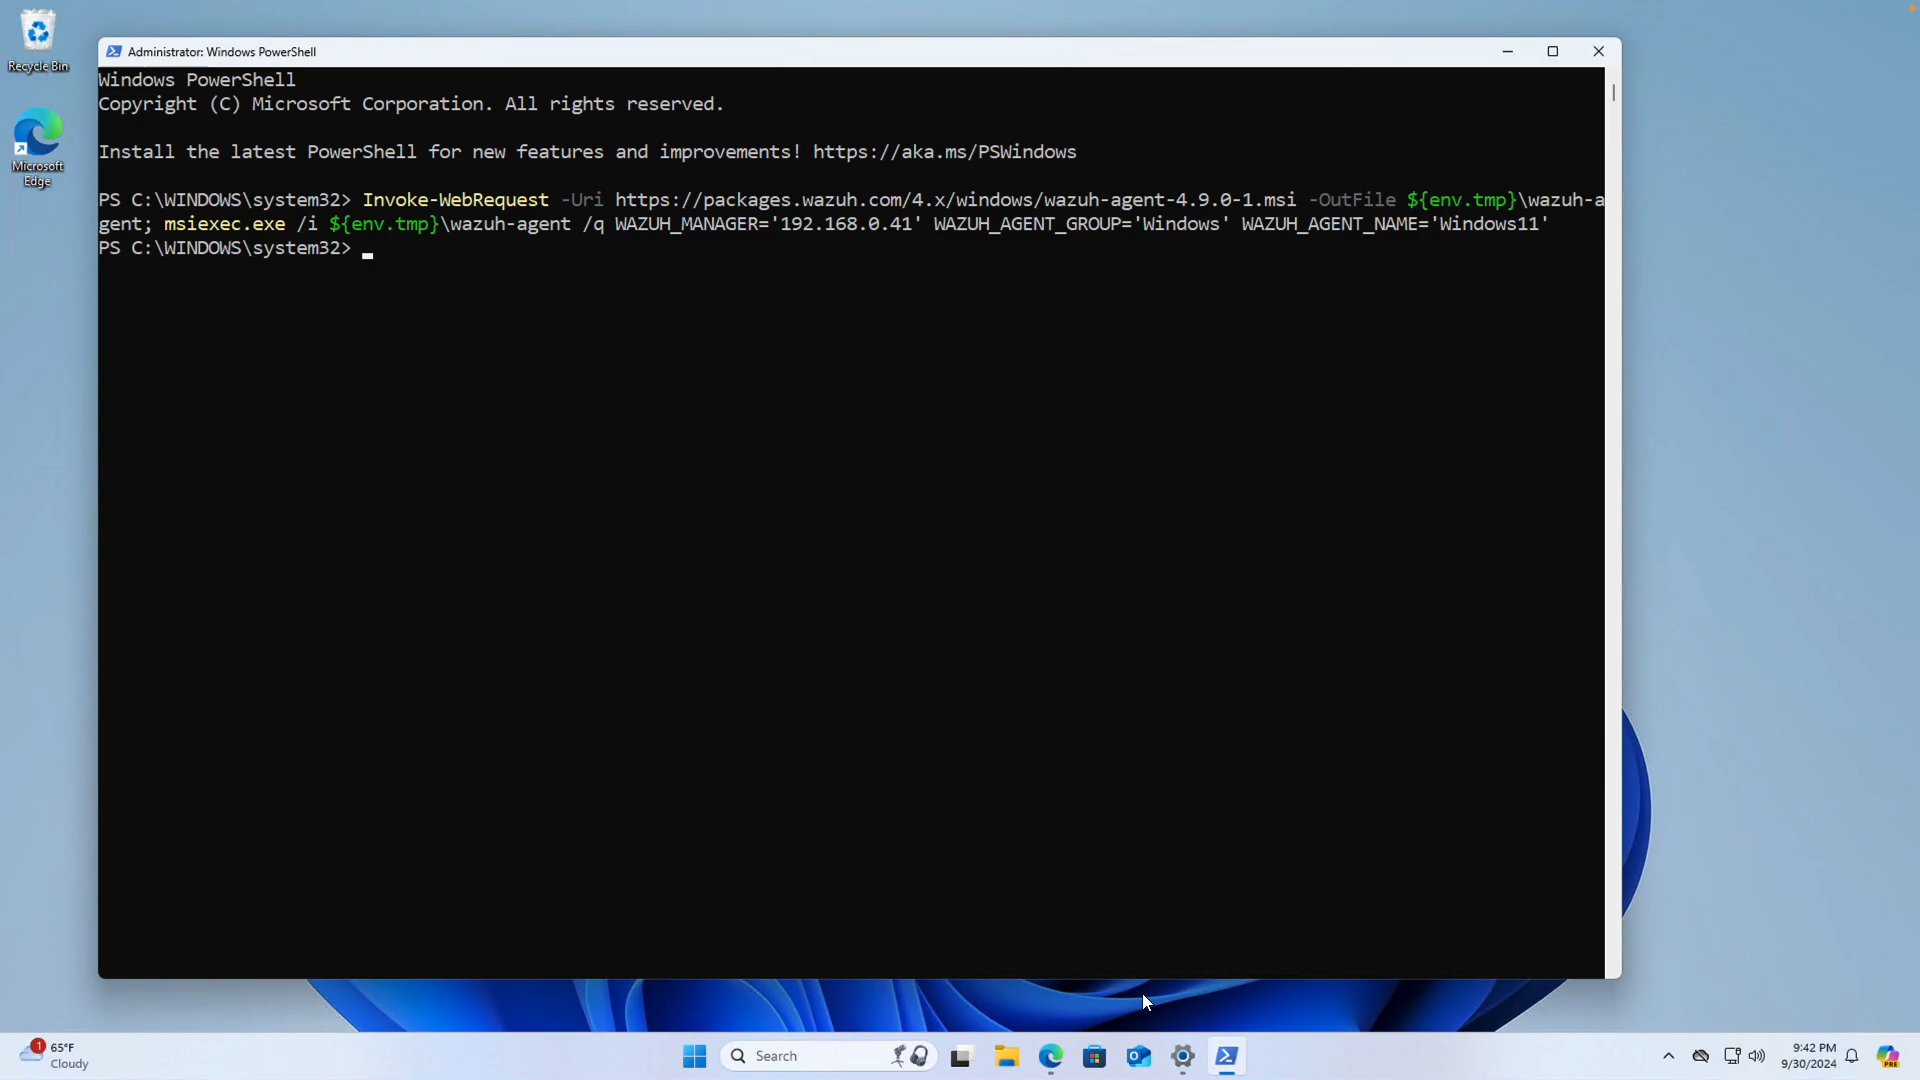 Recycle Bin
Microsoft
Edge
Administrator: Windows PowerShell
Windows PowerShell
Copyright (C) Microsoft Corporation. All rights reserved.
Install the latest PowerShell for new features and improvements! https://aka.ms/PSWindows
PS C:\WINDOWS\system32> Invoke-WebRequest -Uri https://packages.wazuh.com/4.x/windows/wazuh-agent-4.9.0-1.msi -OutFile ${env.tmp}\wazuh-a
gent; msiexec.exe /i ${env.tmp}\wazuh-agent /q WAZUH_MANAGER='192.168.0.41' WAZUH_AGENT_GROUP='Windows' WAZUH_AGENT_NAME='Windows11'
PS C:\WINDOWS\system32>
1
65°F
Cloudy
Search
9:42 PM
9/30/2024
PRE